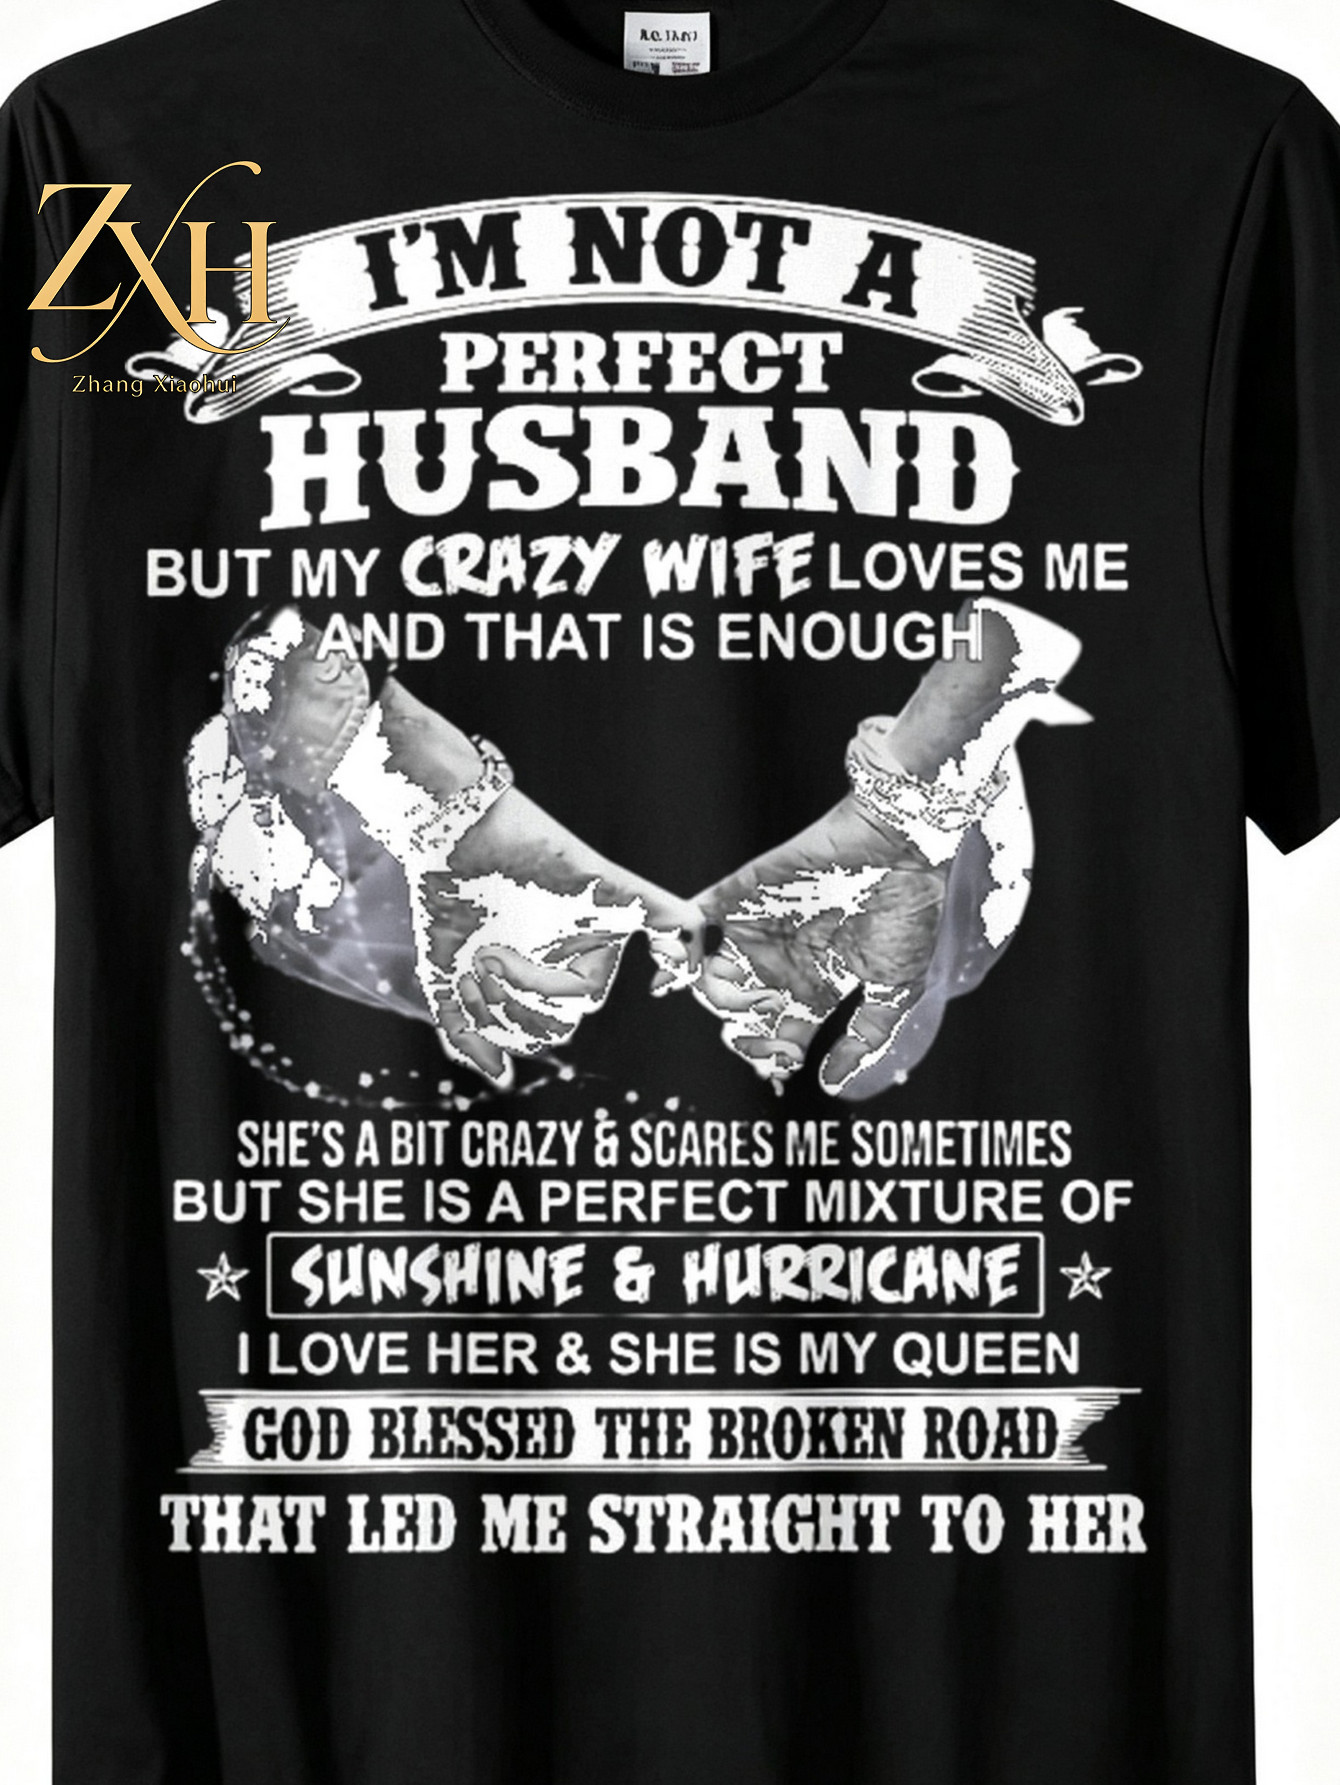 ZXH
Zhang Xiaohui
I'M NOT A
PERFECT
HUSBAND
BUT MY CRAZY WIFE LOVES ME
AND THAT IS ENOUGH
SHE'S A BIT CRAZY & SCARES ME SOMETIMES
BUT SHE IS A PERFECT MIXTURE OF
SUNSHINE & HURRICANE
I LOVE HER & SHE IS MY QUEEN
GOD BLESSED THE BROKEN ROAD
THAT LED ME STRAIGHT TO HER